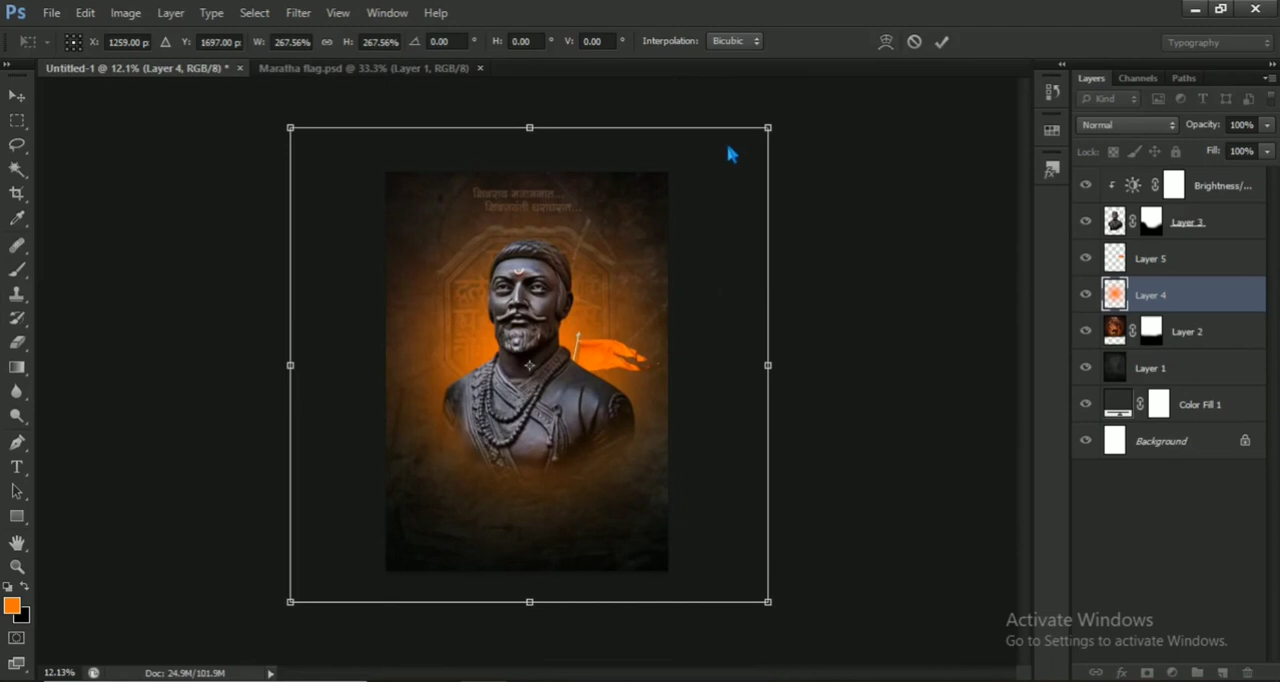 Ps File Edit Image Layer Type Select Filter View Window Help
X: 1259.00 p Y: 1697.00 p W: 267.56% H: 267.56% 0.00 ° H: 0.00 ° V: 0.00 ° Interpolation: Bicubic Typography
Untitled-1 @ 12.1% (Layer 4, RGB/8) * × Maratha flag.psd @ 33.3% (Layer 1, RGB/8) ×
Layers Channels Paths
Kind
Normal Opacity: 100%
Lock: Fill: 100%
Brightness/...
Layer 3
Layer 5
Layer 4
Layer 2
Layer 1
Color Fill 1
Background
Activate Windows
Go to Settings to activate Windows.
12.13% Doc: 24.9M/101.9M